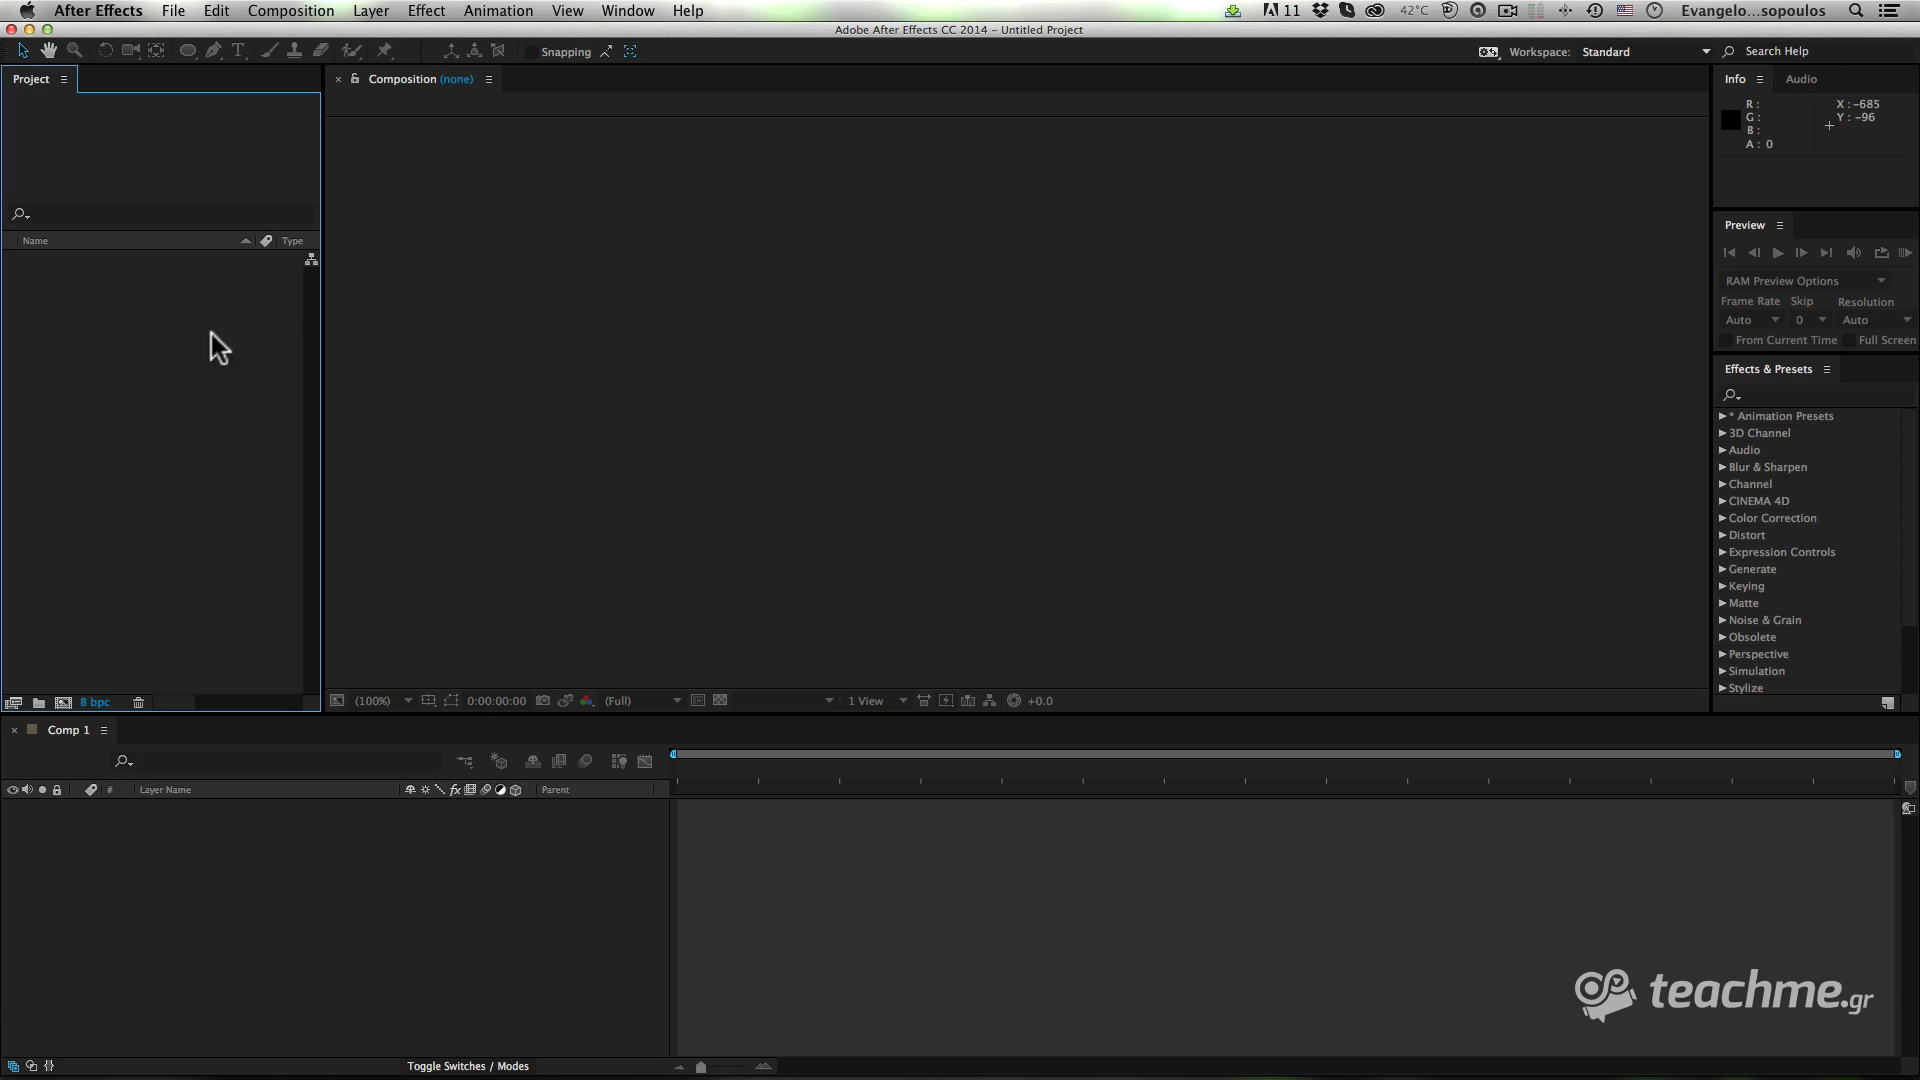 After Effects File Edit Composition Layer Effect Animation View Window Help 11 42°C Evangelo...sopoulos
Adobe After Effects CC 2014 – Untitled Project
Snapping Workspace: Standard Search Help
Project Composition (none) Info Audio
R : X : -685
G : Y : -96
B :
A : 0
Preview
Name Type
RAM Preview Options
Frame Rate Skip Resolution
Auto 0 Auto
From Current Time Full Screen
Effects & Presets
* Animation Presets
3D Channel
Audio
Blur & Sharpen
Channel
CINEMA 4D
Color Correction
Distort
Expression Controls
Generate
Keying
Matte
Noise & Grain
Obsolete
Perspective
Simulation
Stylize
8 bpc (100%) 0:00:00:00 (Full) 1 View +0.0
Comp 1
# Layer Name fx Parent
teachme.gr
Toggle Switches / Modes